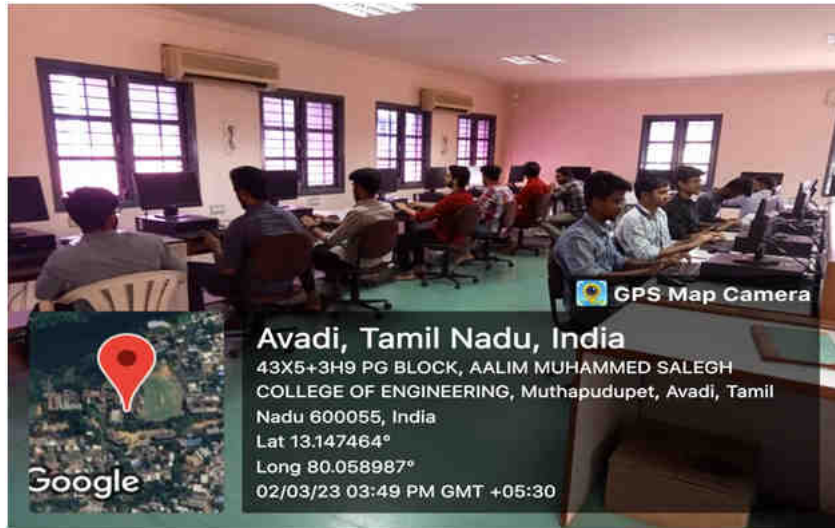 GPS Map Camera
Avadi, Tamil Nadu, India
43X5+3H9 PG BLOCK, AALIM MUHAMMED SALEGH
COLLEGE OF ENGINEERING, Muthapudupet, Avadi, Tamil
Nadu 600055, India
Lat 13.147464°
Long 80.058987°
02/03/23 03:49 PM GMT +05:30
Google